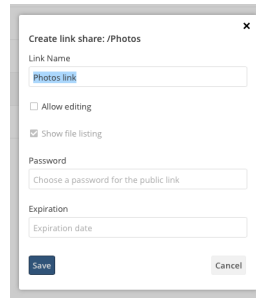 ×
Create link share: /Photos
Link Name
Photos link
Allow editing
Show file listing
Password
Choose a password for the public link
Expiration
Expiration date
Save Cancel